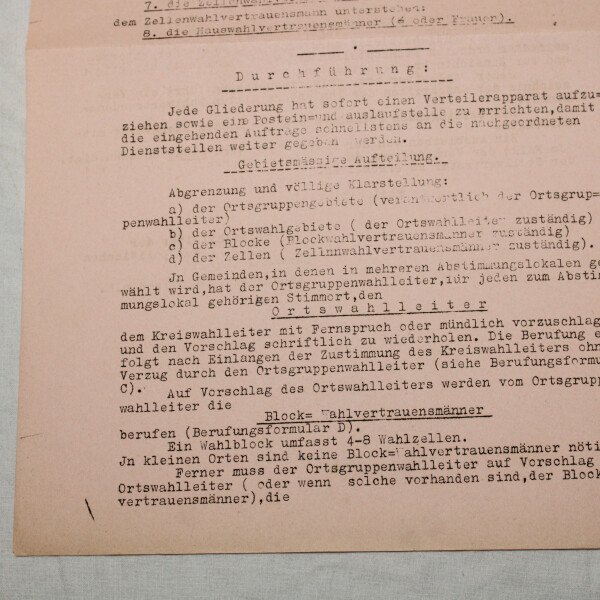 7. die Zellenwahlver
dem Zellenwahlvertrauensmann unterstehen:
8. die Hauswahlvertrauensmänner (♂ oder Frauen).
Durchführung:
Jede Gliederung hat sofort einen Verteilerapparat aufzu=
ziehen sowie eine Postein=und auslaufstelle zu errichten,damit
die eingehenden Aufträge schnellstens an die nachgeordneten
Dienststellen weiter gegeben werden.
Gebietsmässige Aufteilung.
Abgrenzung und völlige Klarstellung:
a) der Ortsgruppengebiete (verantwortlich der Ortsgrup=
penwahlleiter)
b) der Ortswahlgebiete ( der Ortswahlleiter zuständig)
c) der Blocke (Blockwahlvertrauensmänner zuständig)
d) der Zellen ( Zellnnwahlvertrauensmänner zuständig).
Jn Gemeinden,in denen in mehreren Abstimmungslokalen ge
wählt wird,hat der Ortsgruppenwahlleiter,für jeden zum Abstim
mungslokal gehörigen Stimmort,den
Ortswahlleiter
dem Kreiswahlleiter mit Fernspruch oder mündlich vorzuschlag
und den Vorschlag schriftlich zu wiederholen. Die Berufung e
folgt nach Einlangen der Zustimmung des Kreiswahlleiters ohn
Verzug durch den Ortsgruppenwahlleiter (siehe Berufungsformu
C).
Auf Vorschlag des Ortswahlleiters werden vom Ortsgrupp
wahlleiter die
Block= Wahlvertrauensmänner
berufen (Berufungsformular D).
Ein Wahlblock umfasst 4-8 Wahlzellen.
Jn kleinen Orten sind keine Block=Wahlvertrauensmänner nöti
Ferner muss der Ortsgruppenwahlleiter auf Vorschlag
Ortswahlleiter ( oder wenn solche vorhanden sind,der Block
vertrauensmänner),die